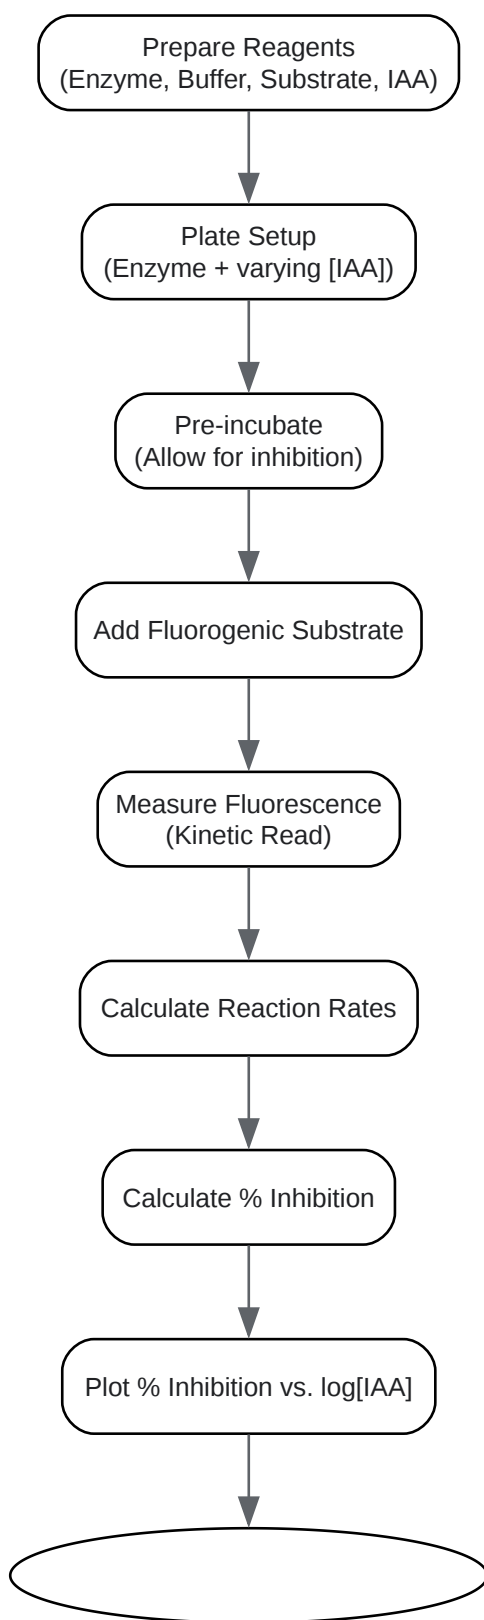 Prepare Reagents
(Enzyme, Buffer, Substrate, IAA)
Plate Setup
(Enzyme + varying [IAA])
Pre-incubate
(Allow for inhibition)
Add Fluorogenic Substrate
Measure Fluorescence
(Kinetic Read)
Calculate Reaction Rates
Calculate % Inhibition
Plot % Inhibition vs. log[IAA]